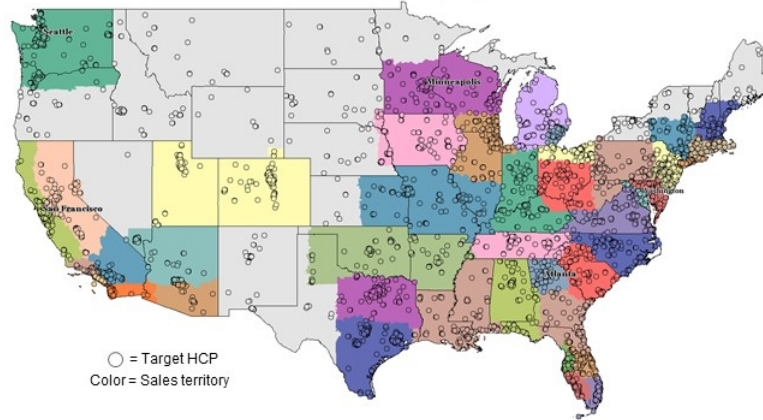 Seattle
Minneapolis
San Francisco
Washington
Atlanta
= Target HCP
Color = Sales territory